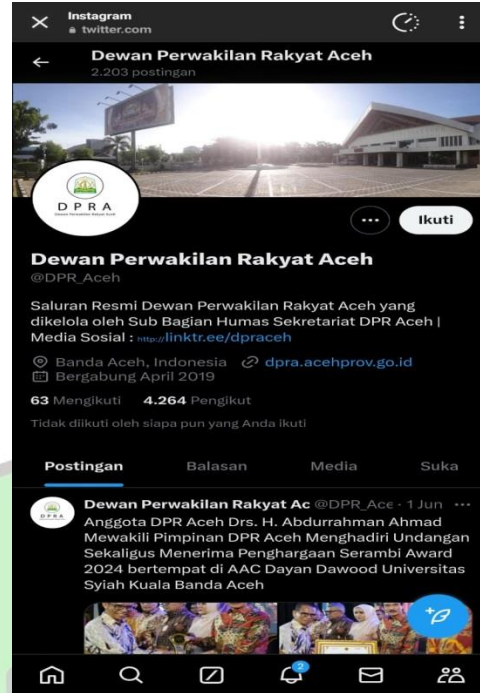 Instagram
twitter.com
Dewan Perwakilan Rakyat Aceh
2.203 postingan
DPRA
Ikuti
Dewan Perwakilan Rakyat Aceh
@DPR_Aceh
Saluran Resmi Dewan Perwakilan Rakyat Aceh yang
dikelola oleh Sub Bagian Humas Sekretariat DPR Aceh |
Media Sosial : http://linktr.ee/dpraceh
Banda Aceh, Indonesia dpra.acehprov.go.id
Bergabung April 2019
63 Mengikuti 4.264 Pengikut
Tidak diikuti oleh siapa pun yang Anda ikuti
Postingan Balasan Media Suka
Dewan Perwakilan Rakyat Ac @DPR_Ace · 1 Jun
Anggota DPR Aceh Drs. H. Abdurrahman Ahmad
Mewakili Pimpinan DPR Aceh Menghadiri Undangan
Sekaligus Menerima Penghargaan Serambi Award
2024 bertempat di AAC Dayan Dawood Universitas
Syiah Kuala Banda Aceh
2